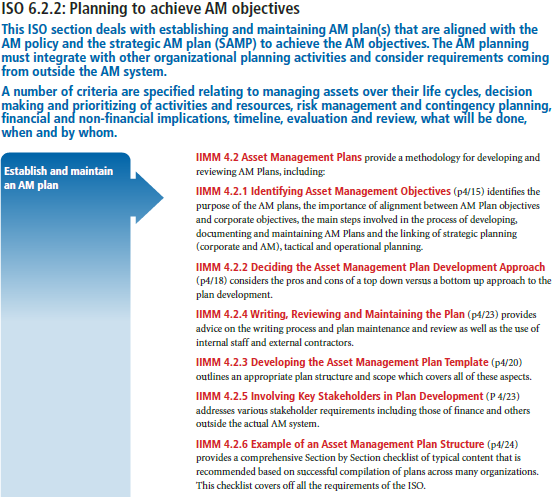 ISO 6.2.2: Planning to achieve AM objectives
This ISO section deals with establishing and maintaining AM plan(s) that are aligned with the
AM policy and the strategic AM plan (SAMP) to achieve the AM objectives. The AM planning
must integrate with other organizational planning activities and consider requirements coming
from outside the AM system.
A number of criteria are specified relating to managing assets over their life cycles, decision
making and prioritizing of activities and resources, risk management and contingency planning,
financial and non-financial implications, timeline, evaluation and review, what will be done,
when and by whom.
Establish and maintain
an AM plan
IIMM 4.2 Asset Management Plans provide a methodology for developing and
reviewing AM Plans, including:
IIMM 4.2.1 Identifying Asset Management Objectives (p4/15) identifies the
purpose of the AM plans, the importance of alignment between AM Plan objectives
and corporate objectives, the main steps involved in the process of developing,
documenting and maintaining AM Plans and the linking of strategic planning
(corporate and AM), tactical and operational planning.
IIMM 4.2.2 Deciding the Asset Management Plan Development Approach
(p4/18) considers the pros and cons of a top down versus a bottom up approach to the
plan development.
IIMM 4.2.4 Writing, Reviewing and Maintaining the Plan (p4/23) provides
advice on the writing process and plan maintenance and review as well as the use of
internal staff and external contractors.
IIMM 4.2.3 Developing the Asset Management Plan Template (p4/20)
outlines an appropriate plan structure and scope which covers all of these aspects.
IIMM 4.2.5 Involving Key Stakeholders in Plan Development (P 4/23)
addresses various stakeholder requirements including those of finance and others
outside the actual AM system.
IIMM 4.2.6 Example of an Asset Management Plan Structure (p4/24)
provides a comprehensive Section by Section checklist of typical content that is
recommended based on successful compilation of plans across many organizations.
This checklist covers off all the requirements of the ISO.